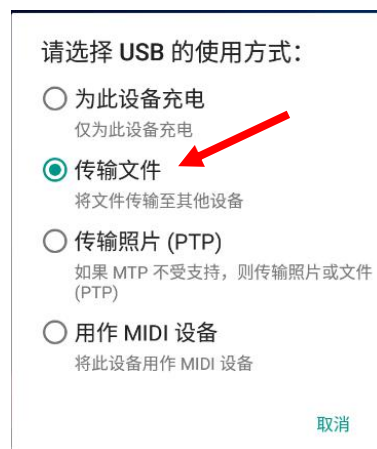 请选择 USB 的使用方式：
为此设备充电
仅为此设备充电
传输文件
将文件传输至其他设备
传输照片 (PTP)
如果 MTP 不受支持，则传输照片或文件
(PTP)
用作 MIDI 设备
将此设备用作 MIDI 设备
取消